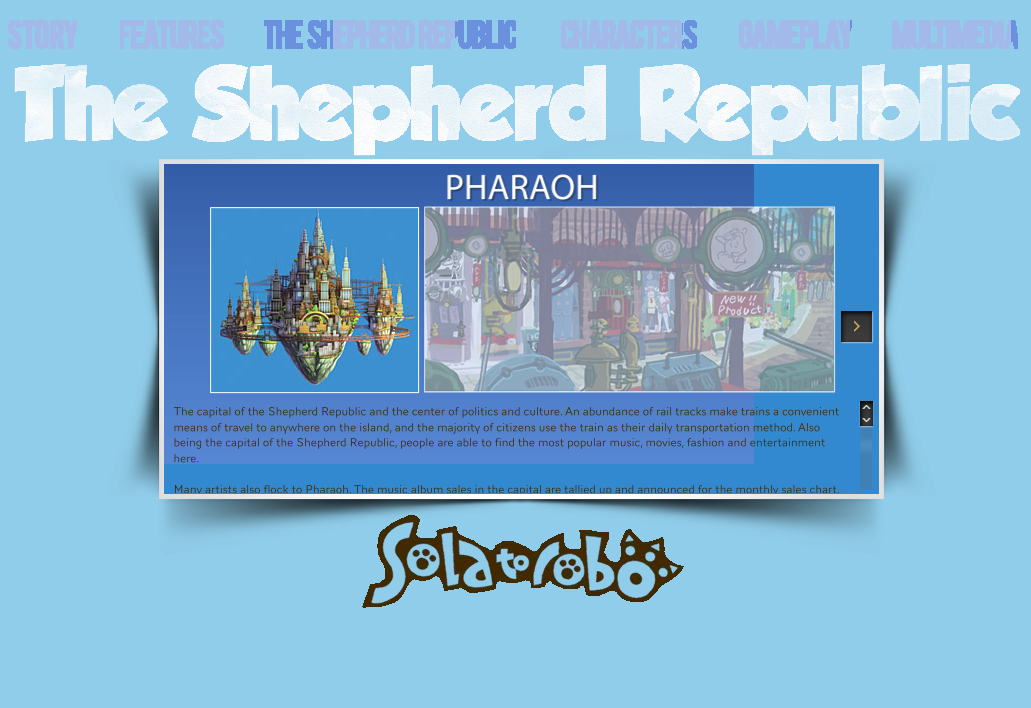 STORY FEATURES THE SHEPHERD REPUBLIC CHARACTERS GAMEPLAY MULTIMEDIA
The Shepherd Republic
PHARAOH
New!!
Product
The capital of the Shepherd Republic and the center of politics and culture. An abundance of rail tracks make trains a convenient
means of travel to anywhere on the island, and the majority of citizens use the train as their daily transportation method. Also
being the capital of the Shepherd Republic, people are able to find the most popular music, movies, fashion and entertainment
here.
Many artists also flock to Pharaoh. The music album sales in the capital are tallied up and announced for the monthly sales chart.
Solatorobo